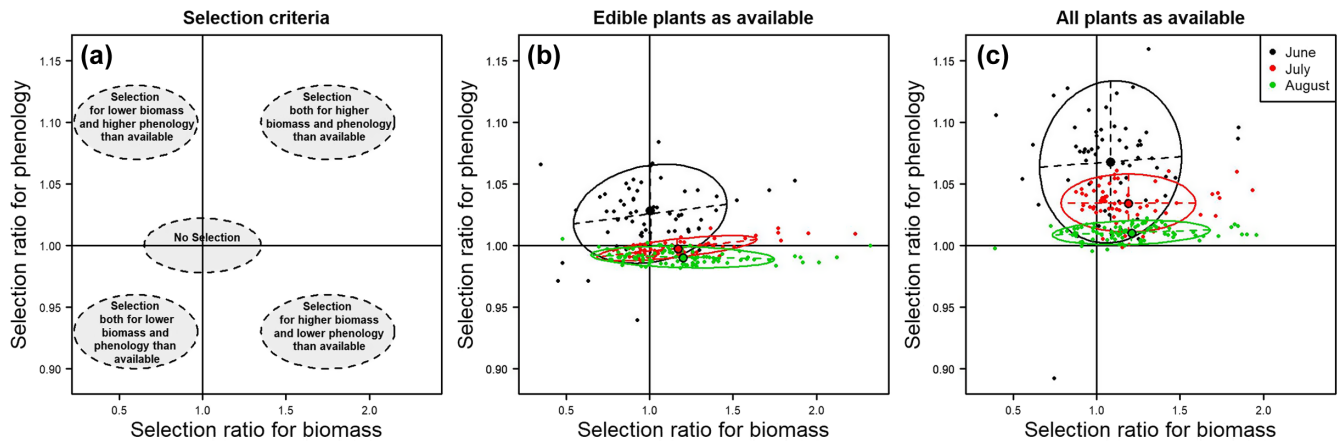 Selection criteria
(a)
Selection ratio for phenology
1.15
1.10
1.05
1.00
0.95
0.90
Selection
for lower biomass
and higher phenology
than available
Selection
both for higher
biomass and phenology
than available
No Selection
Selection
both for lower
biomass and
phenology than
available
Selection
for higher biomass
and lower phenology
than available
0.5
1.0
1.5
2.0
Selection ratio for biomass
Edible plants as available
(b)
Selection ratio for phenology
1.15
1.10
1.05
1.00
0.95
0.90
0.5
1.0
1.5
2.0
Selection ratio for biomass
All plants as available
(c)
June
July
August
Selection ratio for phenology
1.15
1.10
1.05
1.00
0.95
0.90
0.5
1.0
1.5
2.0
Selection ratio for biomass